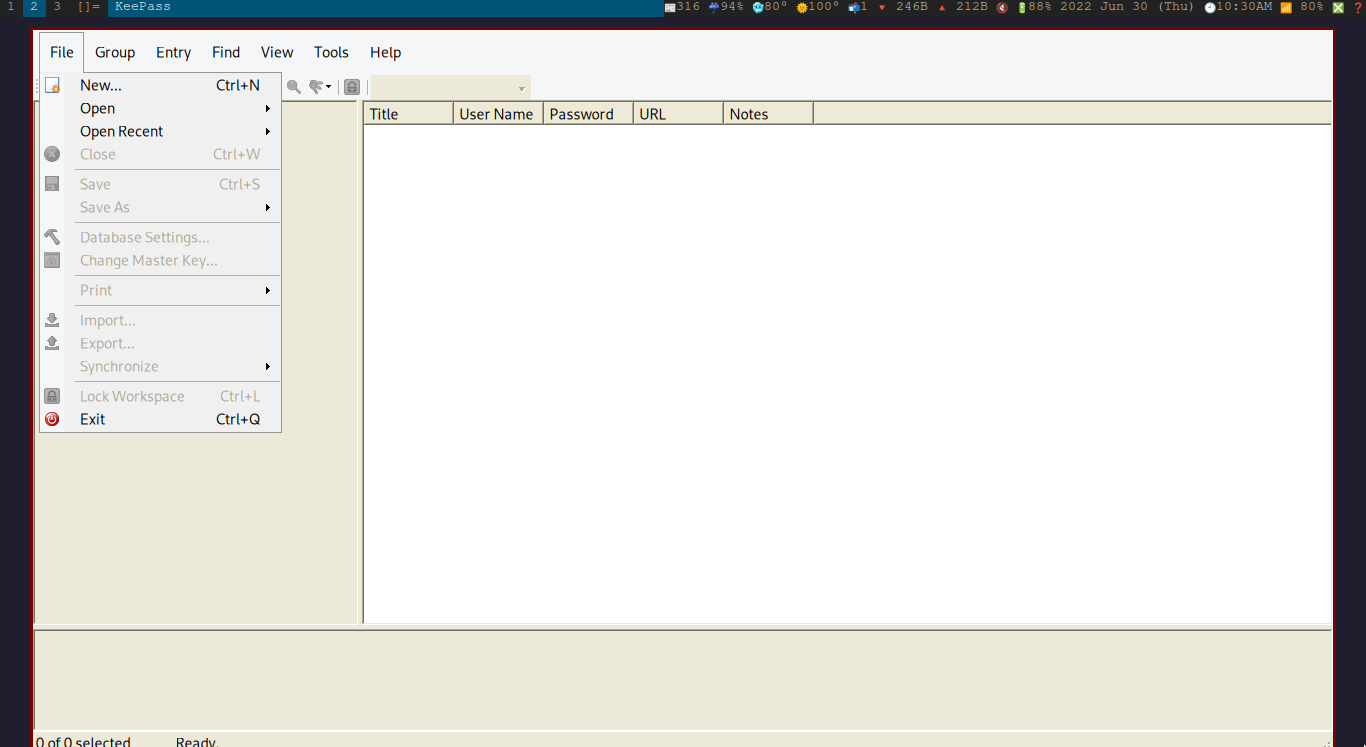 1 2 3 []= KeePass 316 94% 80° 100° 1 246B 212B 88% 2022 Jun 30 (Thu) 10:30AM 80%
File Group Entry Find View Tools Help
New... Ctrl+N
Open
Open Recent
Close Ctrl+W
Save Ctrl+S
Save As
Database Settings...
Change Master Key...
Print
Import...
Export...
Synchronize
Lock Workspace Ctrl+L
Exit Ctrl+Q
Title User Name Password URL Notes
0 of 0 selected Ready.